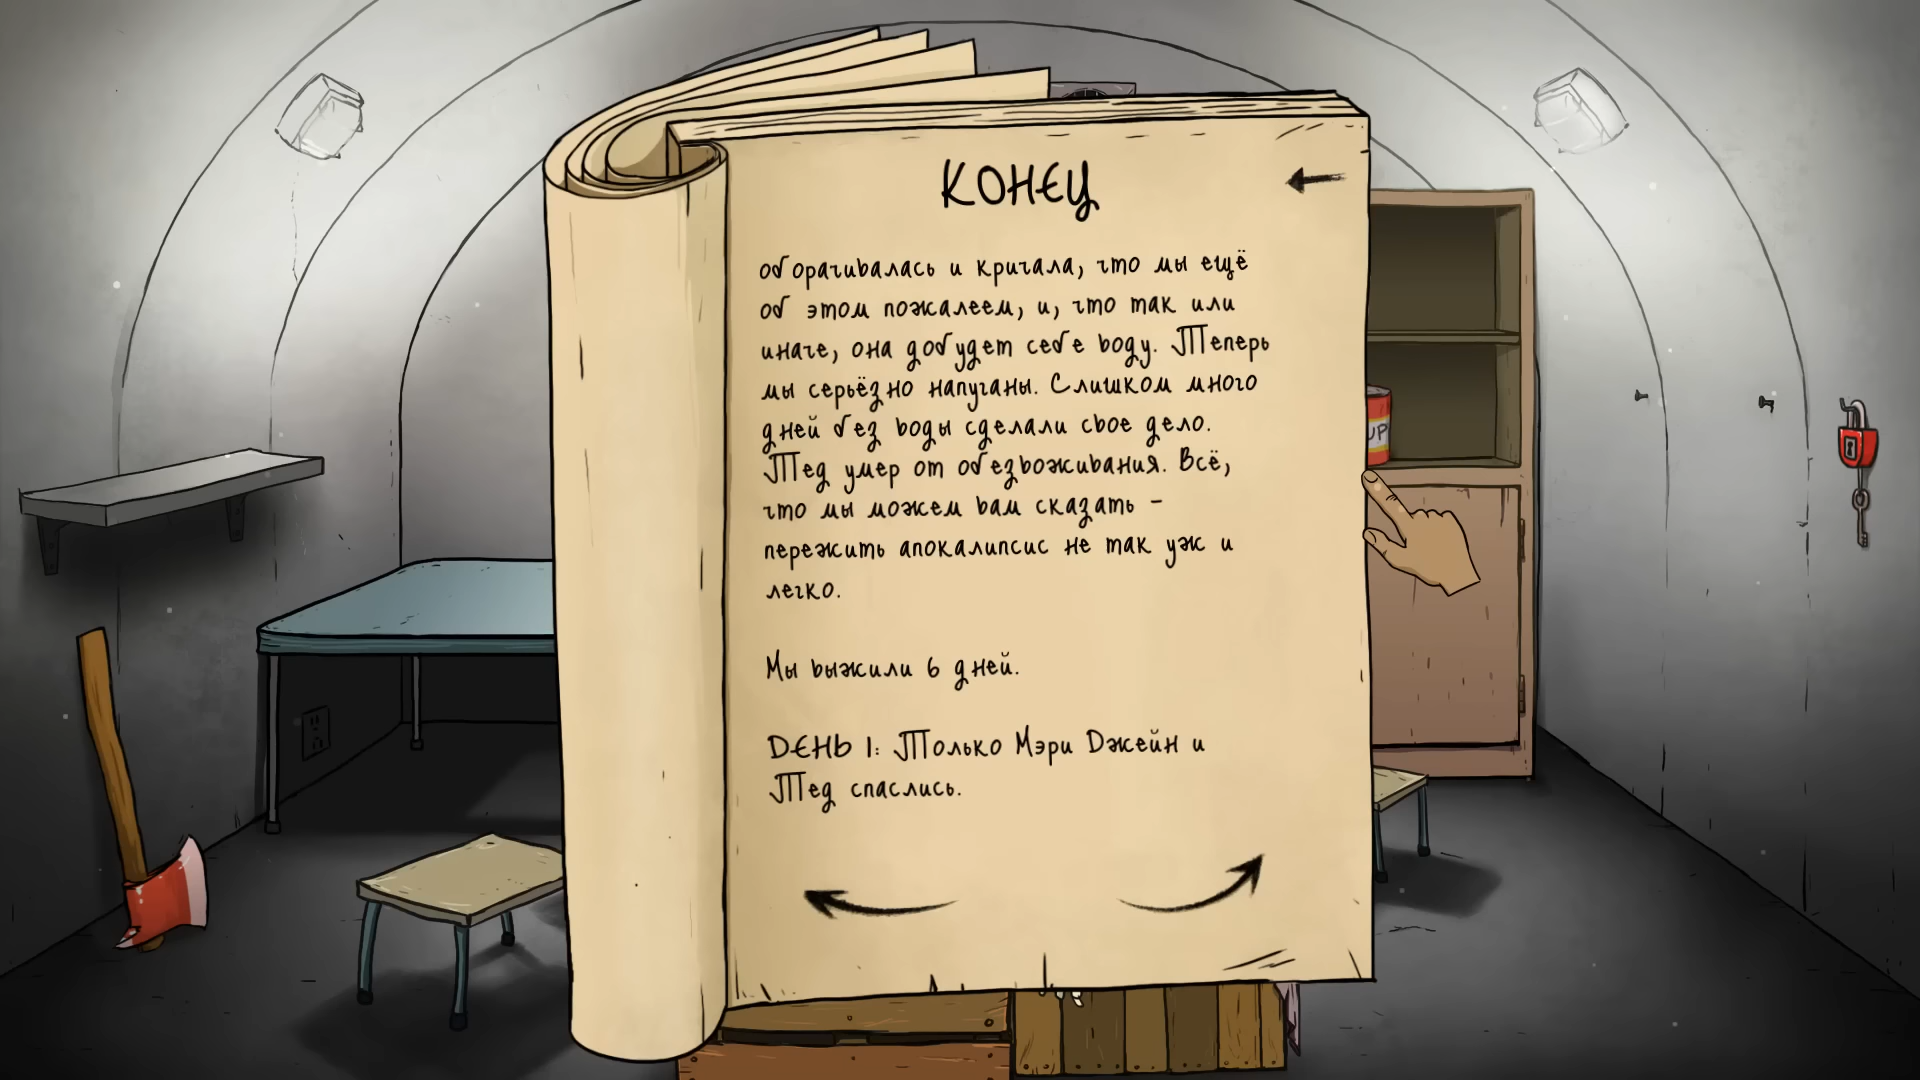 КОНЕЦ
оборачивалась и кричала, что мы ещё
об этом пожалеем, и, что так или
иначе, она добудет себе воду. Теперь
мы серьёзно напуганы. Слишком много
дней без воды сделали свое дело.
Тед умер от обезвоживания. Всё,
что мы можем вам сказать -
пережить апокалипсис не так уж и
легко.
Мы выжили 6 дней.
ДЕНЬ 1: Только Мэри Джейн и
Тед спаслись.
UP